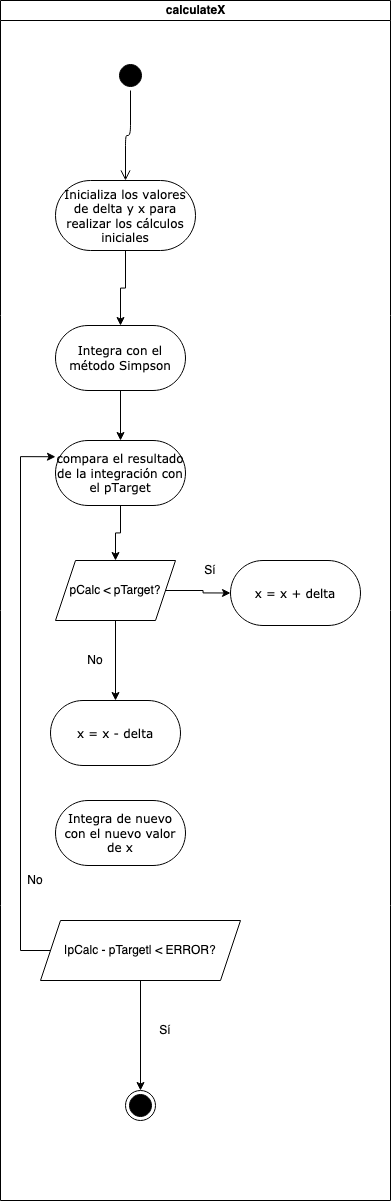 calculateX
Inicializa los valores
de delta y x para
realizar los cálculos
iniciales
Integra con el
método Simpson
compara el resultado
de la integración con
el pTarget
pCalc < pTarget?
Sí
x = x + delta
No
x = x - delta
Integra de nuevo
con el nuevo valor
de x
No
|pCalc - pTarget| < ERROR?
Sí